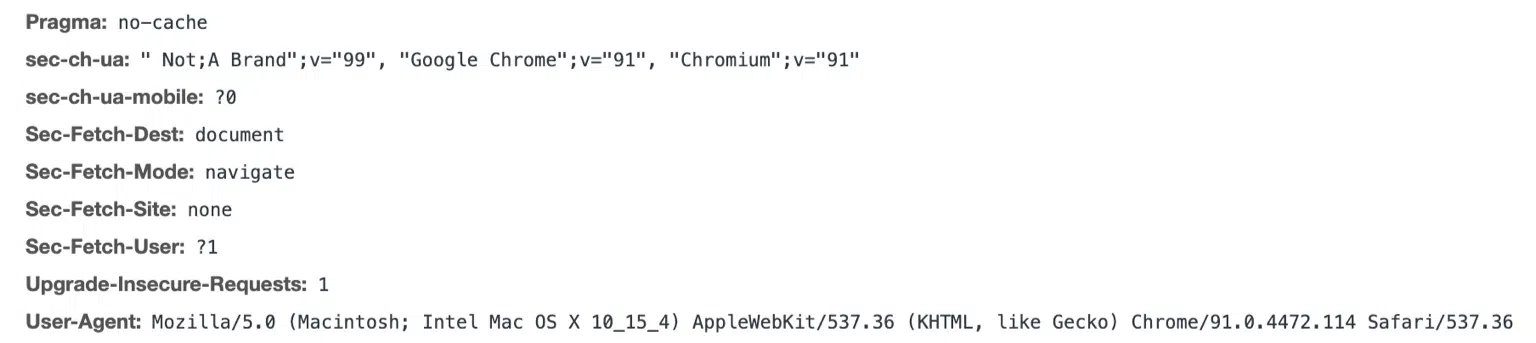 Pragma: no-cache
sec-ch-ua: " Not;A Brand";v="99", "Google Chrome";v="91", "Chromium";v="91"
sec-ch-ua-mobile: ?0
Sec-Fetch-Dest: document
Sec-Fetch-Mode: navigate
Sec-Fetch-Site: none
Sec-Fetch-User: ?1
Upgrade-Insecure-Requests: 1
User-Agent: Mozilla/5.0 (Macintosh; Intel Mac OS X 10_15_4) AppleWebKit/537.36 (KHTML, like Gecko) Chrome/91.0.4472.114 Safari/537.36